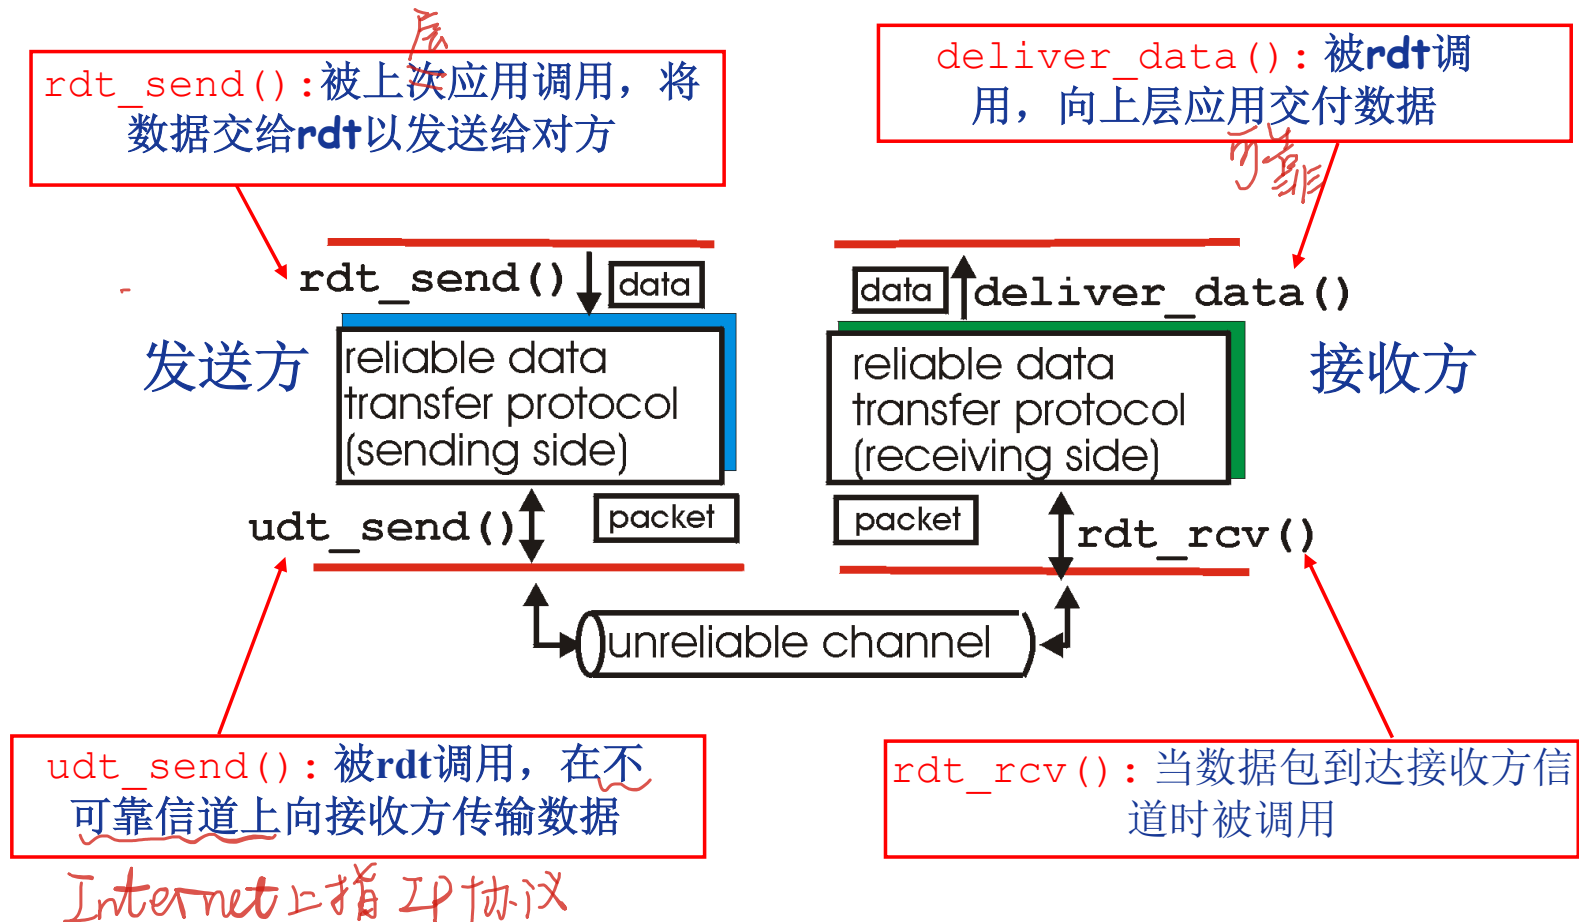 层
rdt_send():被上次应用调用，将
数据交给rdt以发送给对方
deliver_data(): 被rdt调
用，向上层应用交付数据
可靠
rdt_send()
data
data
deliver_data()
发送方
reliable data
transfer protocol
(sending side)
reliable data
transfer protocol
(receiving side)
接收方
udt_send()
packet
packet
rdt_rcv()
unreliable channel
udt_send(): 被rdt调用，在不
可靠信道上向接收方传输数据
rdt_rcv(): 当数据包到达接收方信
道时被调用
Internet上指IP协议